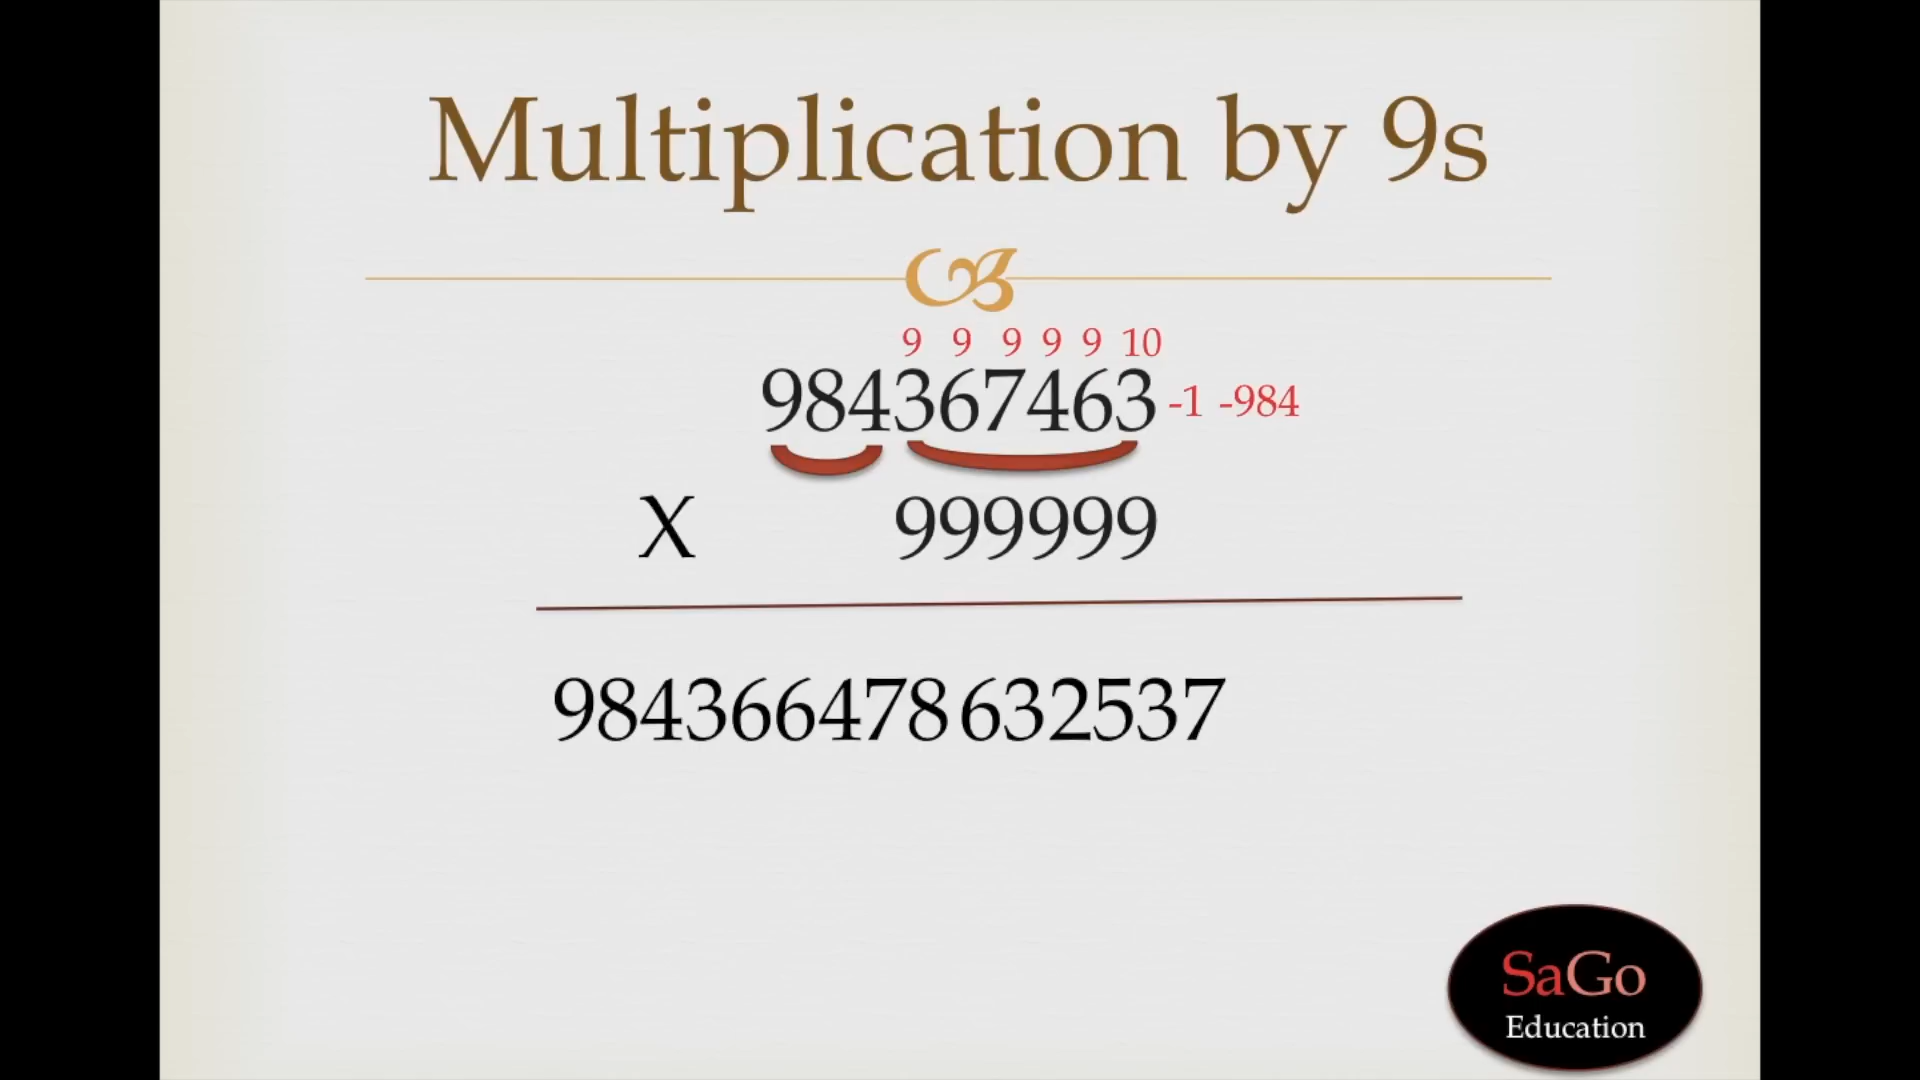 Multiplication by 9s
9 9 9 9 9 10
984367463 -1 -984
X 999999
984366478632537
SaGo
Education